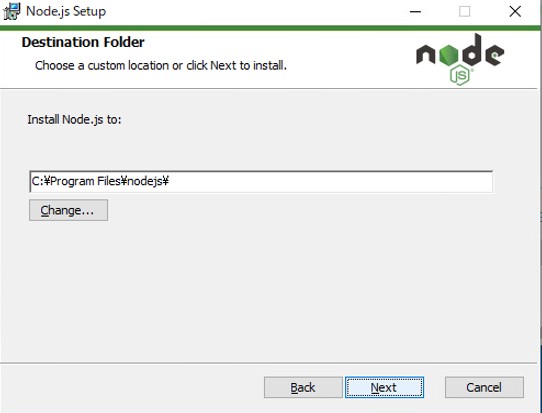 Node.js Setup
Destination Folder
Choose a custom location or click Next to install.
node
JS
Install Node.js to:
C:¥Program Files¥nodejs¥
Change...
Back
Next
Cancel